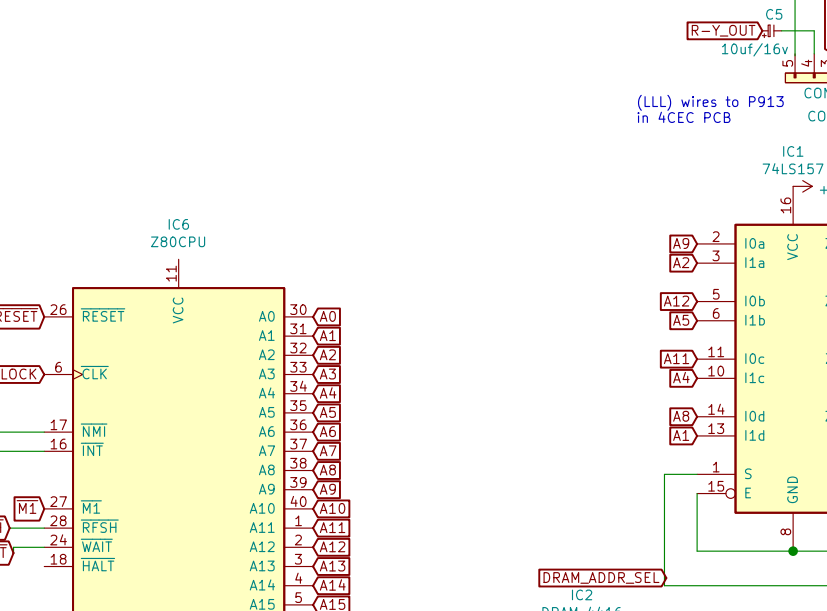 C5
R-Y_OUT
10uf/16v
5
4
(LLL) wires to P913
in 4CEC PCB
IC1
74LS157
16
VCC
A9 2 I0a
A2 3 I1a
A12 5 I0b
A5 6 I1b
A11 11 I0c
A4 10 I1c
A8 14 I0d
A1 13 I1d
1 S
15 E
GND
8
DRAM_ADDR_SEL
IC2
IC6
Z80CPU
11
VCC
RESET 26 RESET
LOCK 6 CLK
17 NMI
16 INT
M1 27 M1
28 RFSH
24 WAIT
18 HALT
A0 30 A0
A1 31 A1
A2 32 A2
A3 33 A3
A4 34 A4
A5 35 A5
A6 36 A6
A7 37 A7
A8 38 A8
A9 39 A9
A10 40 A10
A11 1 A11
A12 2 A12
A13 3 A13
A14 4 A14
A15 5 A15